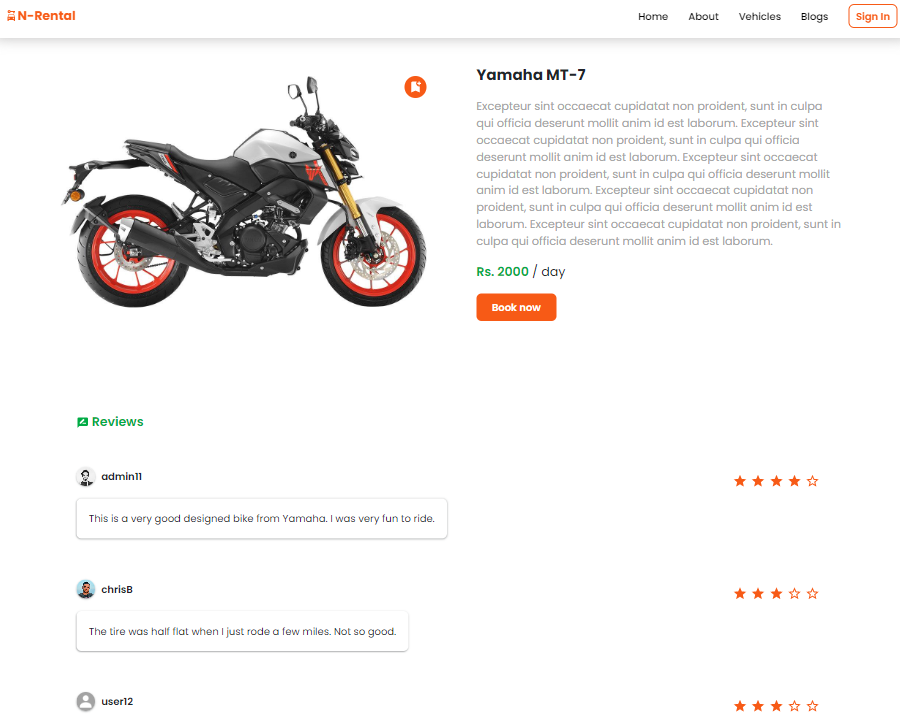 N-Rental
Home About Vehicles Blogs Sign In
Yamaha MT-7
Excepteur sint occaecat cupidatat non proident, sunt in culpa
qui officia deserunt mollit anim id est laborum. Excepteur sint
occaecat cupidatat non proident, sunt in culpa qui officia
deserunt mollit anim id est laborum. Excepteur sint occaecat
cupidatat non proident, sunt in culpa qui officia deserunt mollit
anim id est laborum. Excepteur sint occaecat cupidatat non
proident, sunt in culpa qui officia deserunt mollit anim id est
laborum. Excepteur sint occaecat cupidatat non proident, sunt in
culpa qui officia deserunt mollit anim id est laborum.
Rs. 2000 / day
Book now
Reviews
admin11
This is a very good designed bike from Yamaha. I was very fun to ride.
chrisB
The tire was half flat when I just rode a few miles. Not so good.
user12